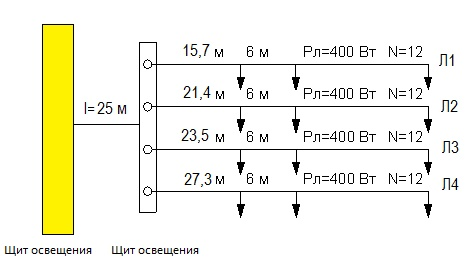 15,7 м 6 м Рл=400 Вт N=12 Л1
21,4 м 6 м Рл=400 Вт N=12 Л2
l=25 м
23,5 м 6 м Рл=400 Вт N=12 Л3
27,3 м 6 м Рл=400 Вт N=12 Л4
Щит освещения Щит освещения